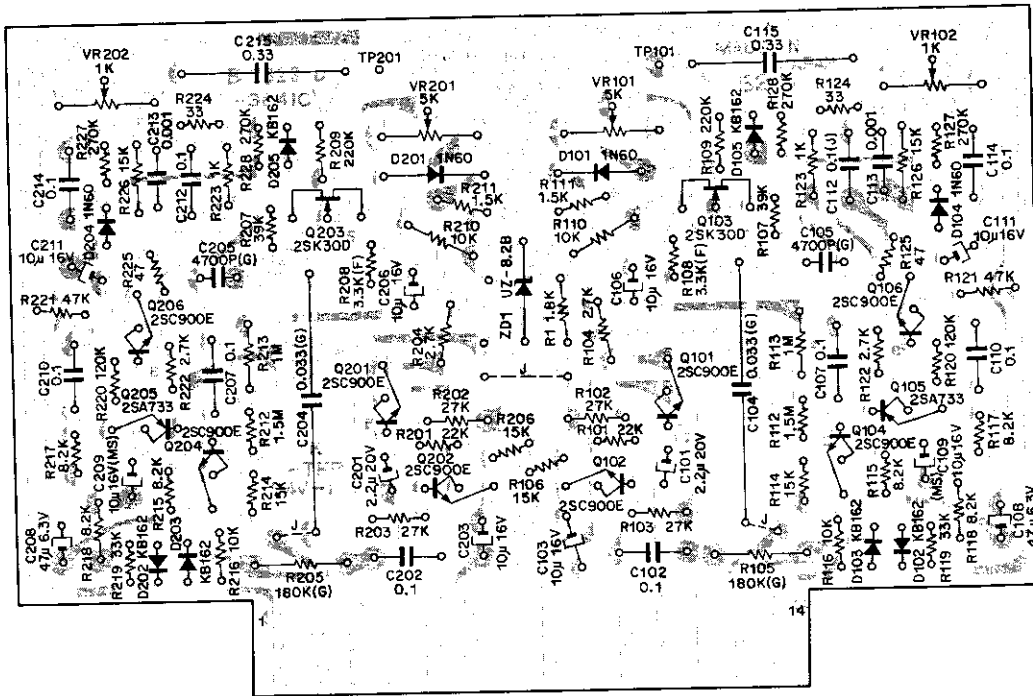 VR202
1K
C215
0.33
TP201
TP101
C115
0.33
VR102
1K
VR201
5K
VR101
5K
R224
33
R227
270K
C213
0.001
R228 270K
D205 KB162
R209
220K
D201 1N60
D101 1N60
R109 220K
D105 KB162
R128
270K
R124
33
0.001
R127
270K
C214
0.1
D204 1N60
R226 15K
C212 0.1
R223 1K
R211
1.5K
R111
1.5K
R123 1K
C112 0.1(J)
C113
R126 15K
D104 1N60
C114
0.1
R207
39K
Q203
2SK30D
R210
10K
R110
10K
Q103
2SK30D
R107 39K
C211
10μ 16V
R225
47
C205
4700P(G)
R208
3.3K(F)
C206
10μ 16V
UZ-8.2B
ZD1
C106
10μ 16V
R108
3.3K(F)
C105
4700P(G)
R125
47
C111
10μ16V
R221 47K
Q206
2SC900E
R204
2.7K
R1 1.8K
R104 2.7K
Q106
2SC900E
R121 47K
C210
0.1
R220 120K
R222 2.7K
C207 0.1
R213
1M
0.033(G)
C204
Q201
2SC900E
J
Q101
2SC900E
0.033(G)
C104
R113
1M
C107 0.1
R122 2.7K
R120 120K
C110
0.1
Q205
2SA733
Q105
2SA733
2SC900E
Q204
R212
1.5M
R202
27K
R201 22K
R206
15K
R102
27K
R101 22K
R112
1.5M
Q104
2SC900E
R217
8.2K
C209
10μ 16V(MS)
R215 8.2K
R214
15K
C201
2.2μ 20V
Q202
2SC900E
R106
15K
Q102
2SC900E
C101
2.2μ 20V
R114
15K
R115
8.2K
C109
(MS)
10μ16V
R117
8.2K
C208
47μ 6.3V
R218 8.2K
R219 33K
D202 KB162
D203
KB162
R216 10K
J
R203 27K
C203
10μ 16V
C103
10μ 16V
R103
27K
J
R116 10K
D103 KB162
D102 KB162
R119 33K
R118 8.2K
C108
47μ6.3V
R205
180K(G)
C202
0.1
C102
0.1
R105
180K(G)
1
14